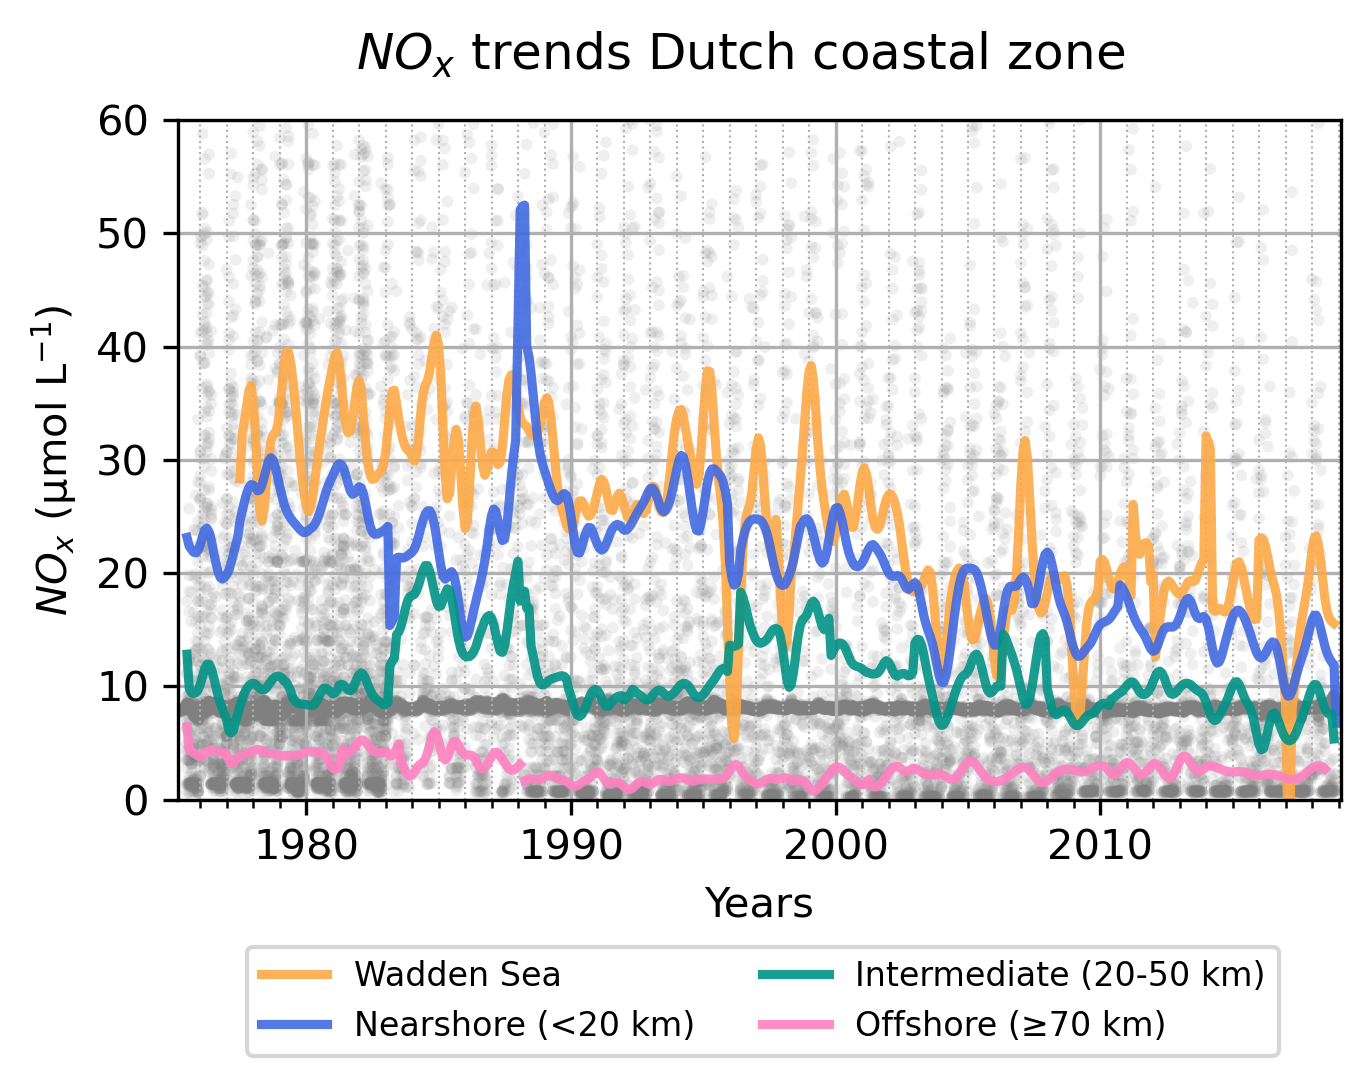 NOx trends Dutch coastal zone
60
50
40
30
20
10
0
NOx (µmol L−1)
1980 1990 2000 2010
Years
Wadden Sea
Nearshore (<20 km)
Intermediate (20-50 km)
Offshore (≥70 km)